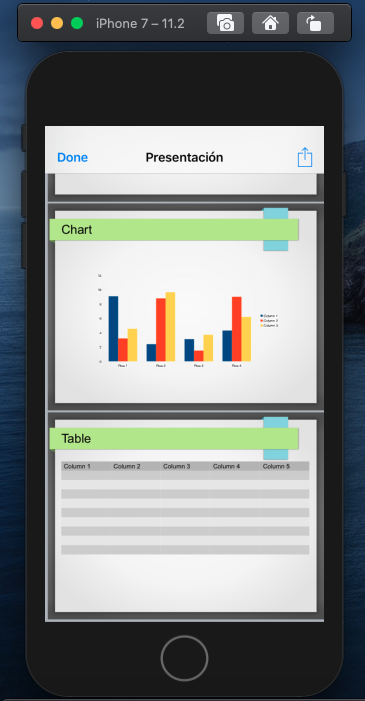 iPhone 7 – 11.2
Done
Presentación
Chart
12
10
8
6
4
2
0
Row 1
Row 2
Row 3
Row 4
Column 1
Column 2
Column 3
Table
Column 1 Column 2 Column 3 Column 4 Column 5